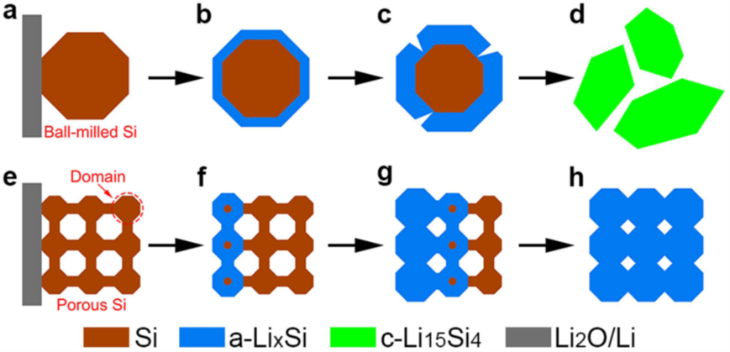 a b c d
Ball-milled Si
e f g h
Domain
Porous Si
Si a-LixSi c-Li15Si4 Li2O/Li